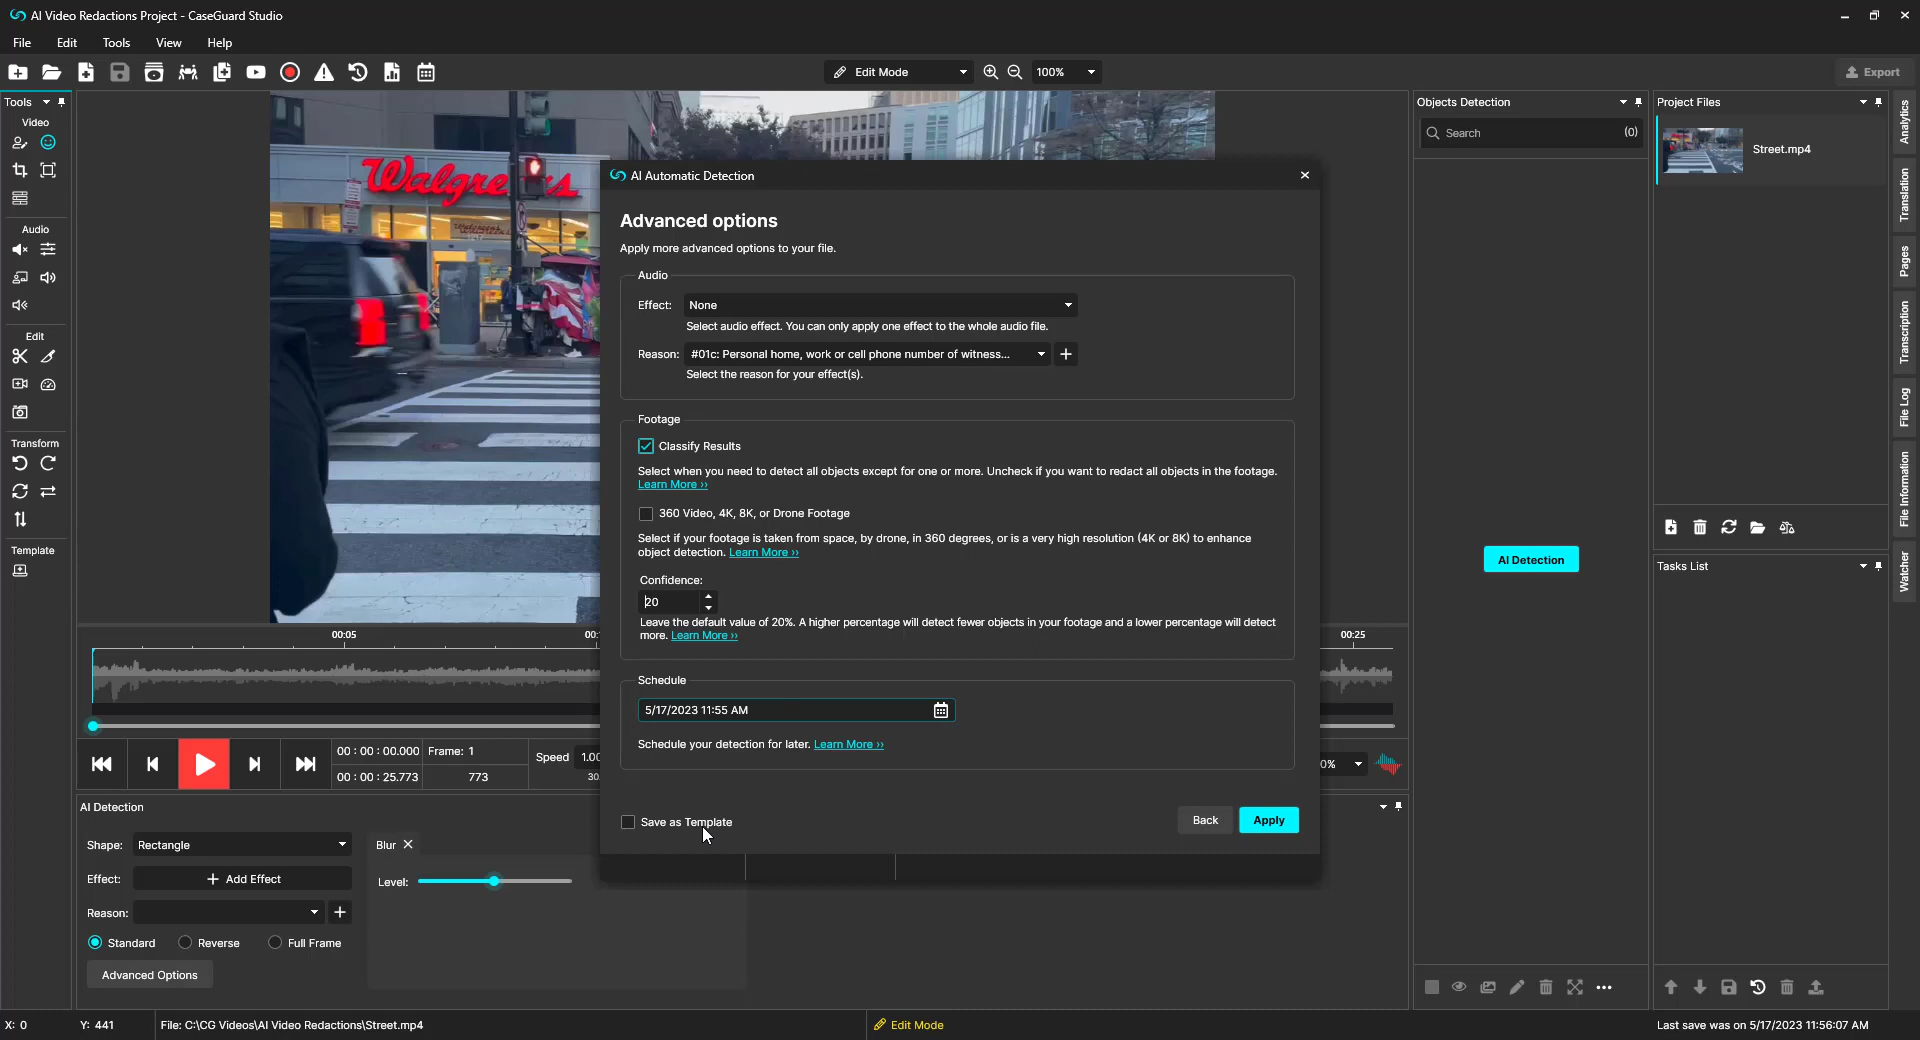 AI Video Redactions Project - CaseGuard Studio
File Edit Tools View Help
Edit Mode 100% Export
Tools
Video
Audio
Edit
Transform
Template
Walgre s
AI Automatic Detection
Advanced options
Apply more advanced options to your file.
Audio
Effect: None
Select audio effect. You can only apply one effect to the whole audio file.
Reason: #01c: Personal home, work or cell phone number of witness...
Select the reason for your effect(s).
Footage
Classify Results
Select when you need to detect all objects except for one or more. Uncheck if you want to redact all objects in the footage.
Learn More ››
360 Video, 4K, 8K, or Drone Footage
Select if your footage is taken from space, by drone, in 360 degrees, or is a very high resolution (4K or 8K) to enhance
object detection. Learn More ››
Confidence:
20
Leave the default value of 20%. A higher percentage will detect fewer objects in your footage and a lower percentage will detect
more. Learn More ››
Schedule
5/17/2023 11:55 AM
Schedule your detection for later. Learn More ››
Save as Template Back Apply
Objects Detection
Search (0)
AI Detection
Project Files
Street.mp4
Tasks List
Analytics
Translation
Pages
Transcription
File Log
File Information
Watcher
00:05 00: 00:25
00 : 00 : 00.000 Frame: 1 Speed 1.00 0%
00 : 00 : 25.773 773 30.
AI Detection
Shape: Rectangle
Effect: + Add Effect
Reason:
Standard Reverse Full Frame
Advanced Options
Blur
Level:
X: 0 Y: 441 File: C:\CG Videos\AI Video Redactions\Street.mp4 Edit Mode Last save was on 5/17/2023 11:56:07 AM